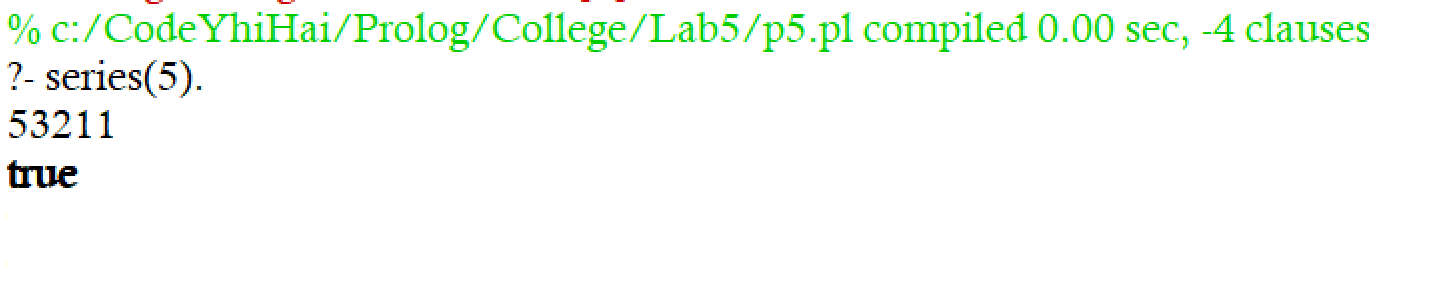 % c:/CodeYhiHai/Prolog/College/Lab5/p5.pl compiled 0.00 sec, -4 clauses
?- series(5).
53211
true